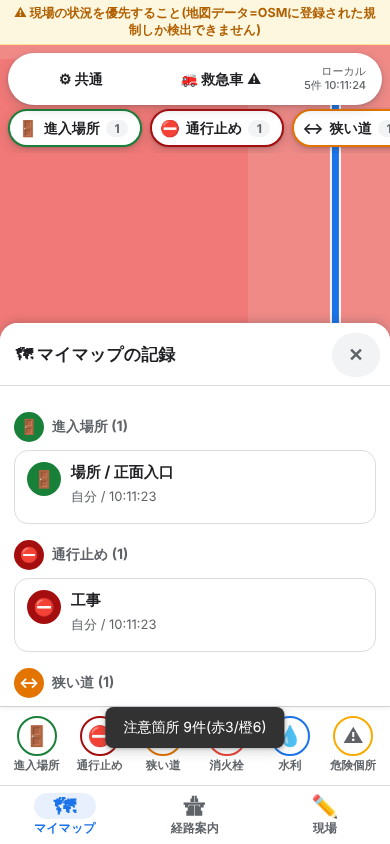 ⚠ 現場の状況を優先すること(地図データ=OSMに登録された規
制しか検出できません)
⚙ 共通
🚒 救急車 ⚠
ローカル
5件 10:11:24
進入場所 1
通行止め 1
狭い道 1
マイマップの記録
✕
進入場所 (1)
場所 / 正面入口
自分 / 10:11:23
通行止め (1)
工事
自分 / 10:11:23
狭い道 (1)
注意箇所 9件(赤3/橙6)
進入場所 通行止め 狭い道 消火栓 水利 危険個所
マイマップ 経路案内 現場